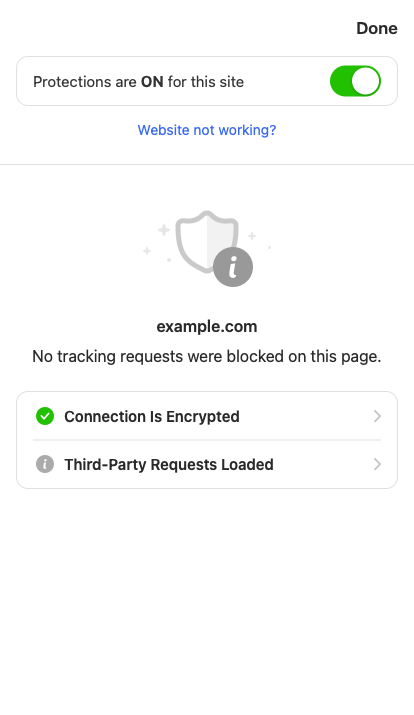 Done
Protections are ON for this site
Website not working?
example.com
No tracking requests were blocked on this page.
Connection Is Encrypted
Third-Party Requests Loaded